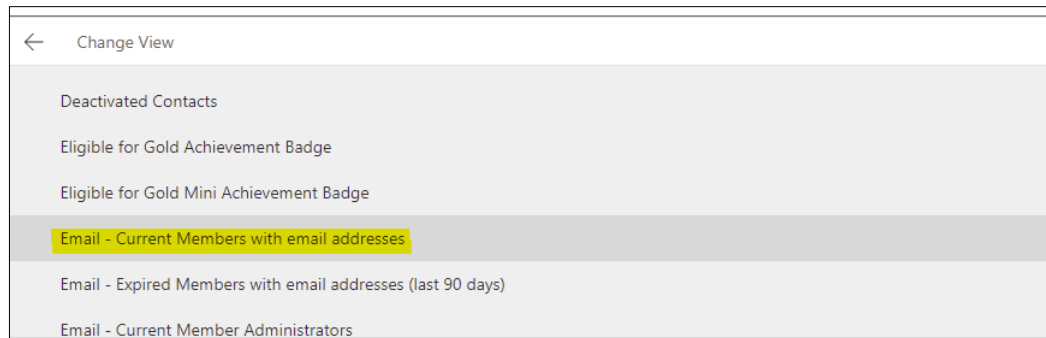 Change View
Deactivated Contacts
Eligible for Gold Achievement Badge
Eligible for Gold Mini Achievement Badge
Email - Current Members with email addresses
Email - Expired Members with email addresses (last 90 days)
Email - Current Member Administrators